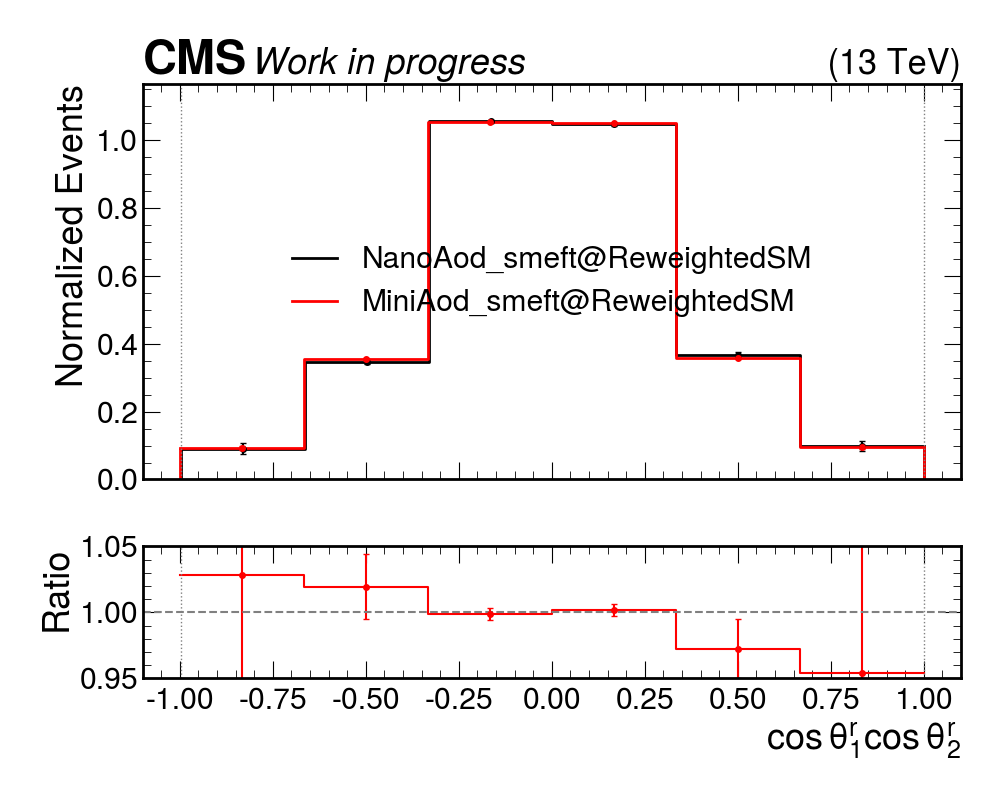 CMS Work in progress (13 TeV)
Normalized Events
1.0
0.8
0.6
0.4
0.2
0.0
NanoAod_smeft@ReweightedSM
MiniAod_smeft@ReweightedSM
Ratio
1.05
1.00
0.95
-1.00 -0.75 -0.50 -0.25 0.00 0.25 0.50 0.75 1.00
cos θ₁ʳcos θ₂ʳ